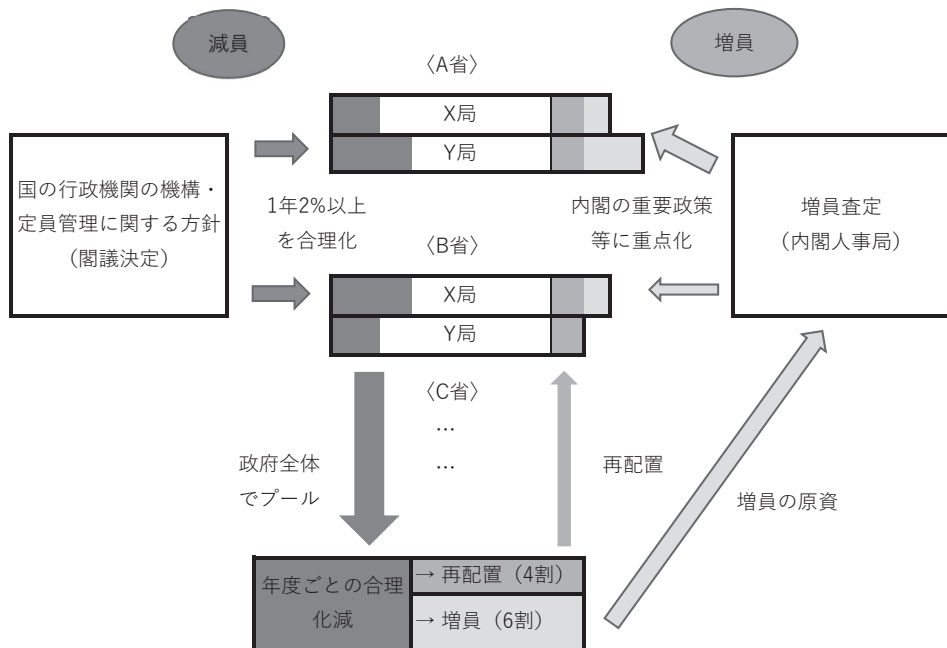 減員
増員
〈A省〉
X局
Y局
国の行政機関の機構・
定員管理に関する方針
（閣議決定）
1年2%以上
を合理化
内閣の重要政策
等に重点化
増員査定
（内閣人事局）
〈B省〉
X局
Y局
〈C省〉
…
…
政府全体
でプール
再配置
増員の原資
年度ごとの合理
化減
→ 再配置（4割）
→ 増員（6割）